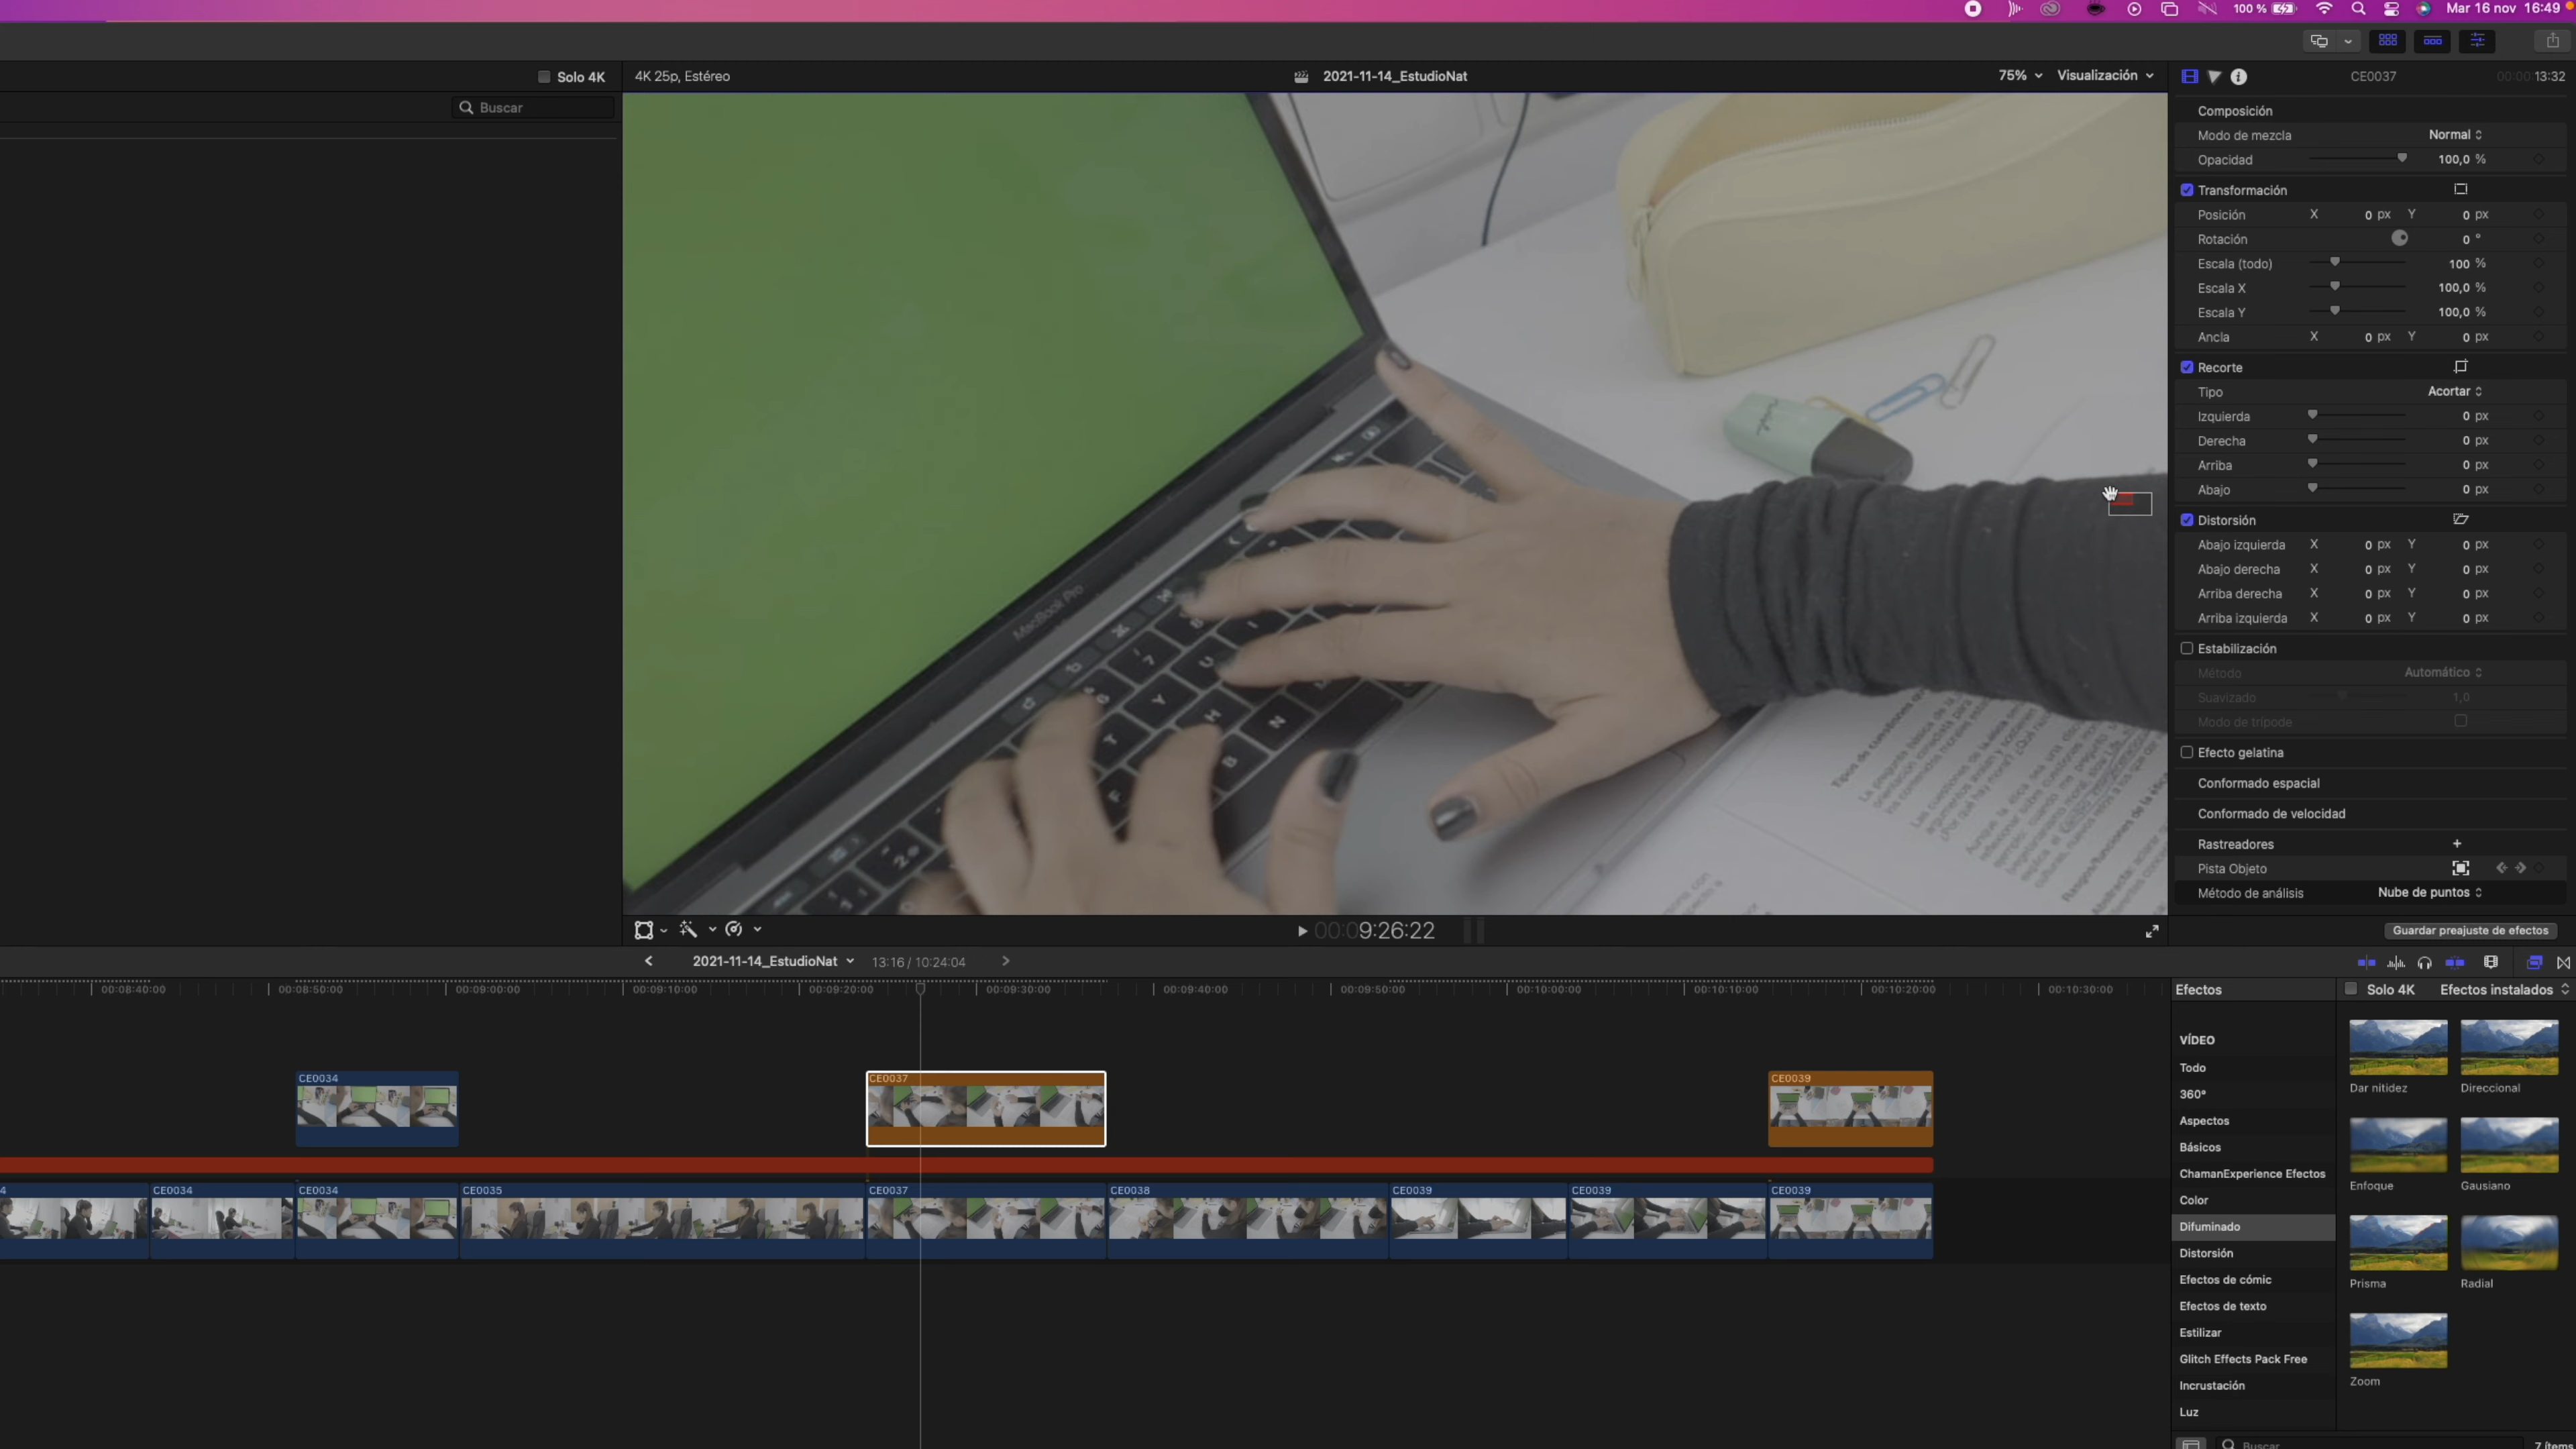 100 %
Mar 16 nov 16:49
Solo 4K
4K 25p, Estéreo
2021-11-14_EstudioNat
75%
Visualización
CE0037
00:00:13:32
Buscar
Composición
Modo de mezcla Normal
Opacidad 100,0 %
Transformación
Posición X 0 px Y 0 px
Rotación 0 °
Escala (todo) 100 %
Escala X 100,0 %
Escala Y 100,0 %
Ancla X 0 px Y 0 px
Recorte
Tipo Acortar
Izquierda 0 px
Derecha 0 px
Arriba 0 px
Abajo 0 px
Distorsión
Abajo izquierda X 0 px Y 0 px
Abajo derecha X 0 px Y 0 px
Arriba derecha X 0 px Y 0 px
Arriba izquierda X 0 px Y 0 px
Estabilización
Método Automático
Suavizado 1,0
Modo de trípode
Efecto gelatina
Conformado espacial
Conformado de velocidad
Rastreadores
Pista Objeto
Método de análisis Nube de puntos
Guardar preajuste de efectos
MacBook Pro
00:09:26:22
2021-11-14_EstudioNat
13:16 / 10:24:04
00:08:40:00 00:08:50:00 00:09:00:00 00:09:10:00 00:09:20:00 00:09:30:00 00:09:40:00 00:09:50:00 00:10:00:00 00:10:10:00 00:10:20:00 00:10:30:00
CE0034 CE0037 CE0039
4 CE0034 CE0034 CE0035 CE0037 CE0038 CE0039 CE0039 CE0039
Efectos
Solo 4K
Efectos instalados
VÍDEO
Todo
360°
Aspectos
Básicos
ChamanExperience Efectos
Color
Difuminado
Distorsión
Efectos de cómic
Efectos de texto
Estilizar
Glitch Effects Pack Free
Incrustación
Luz
Dar nitidez Direccional
Enfoque Gausiano
Prisma Radial
Zoom
Buscar
7 ítems